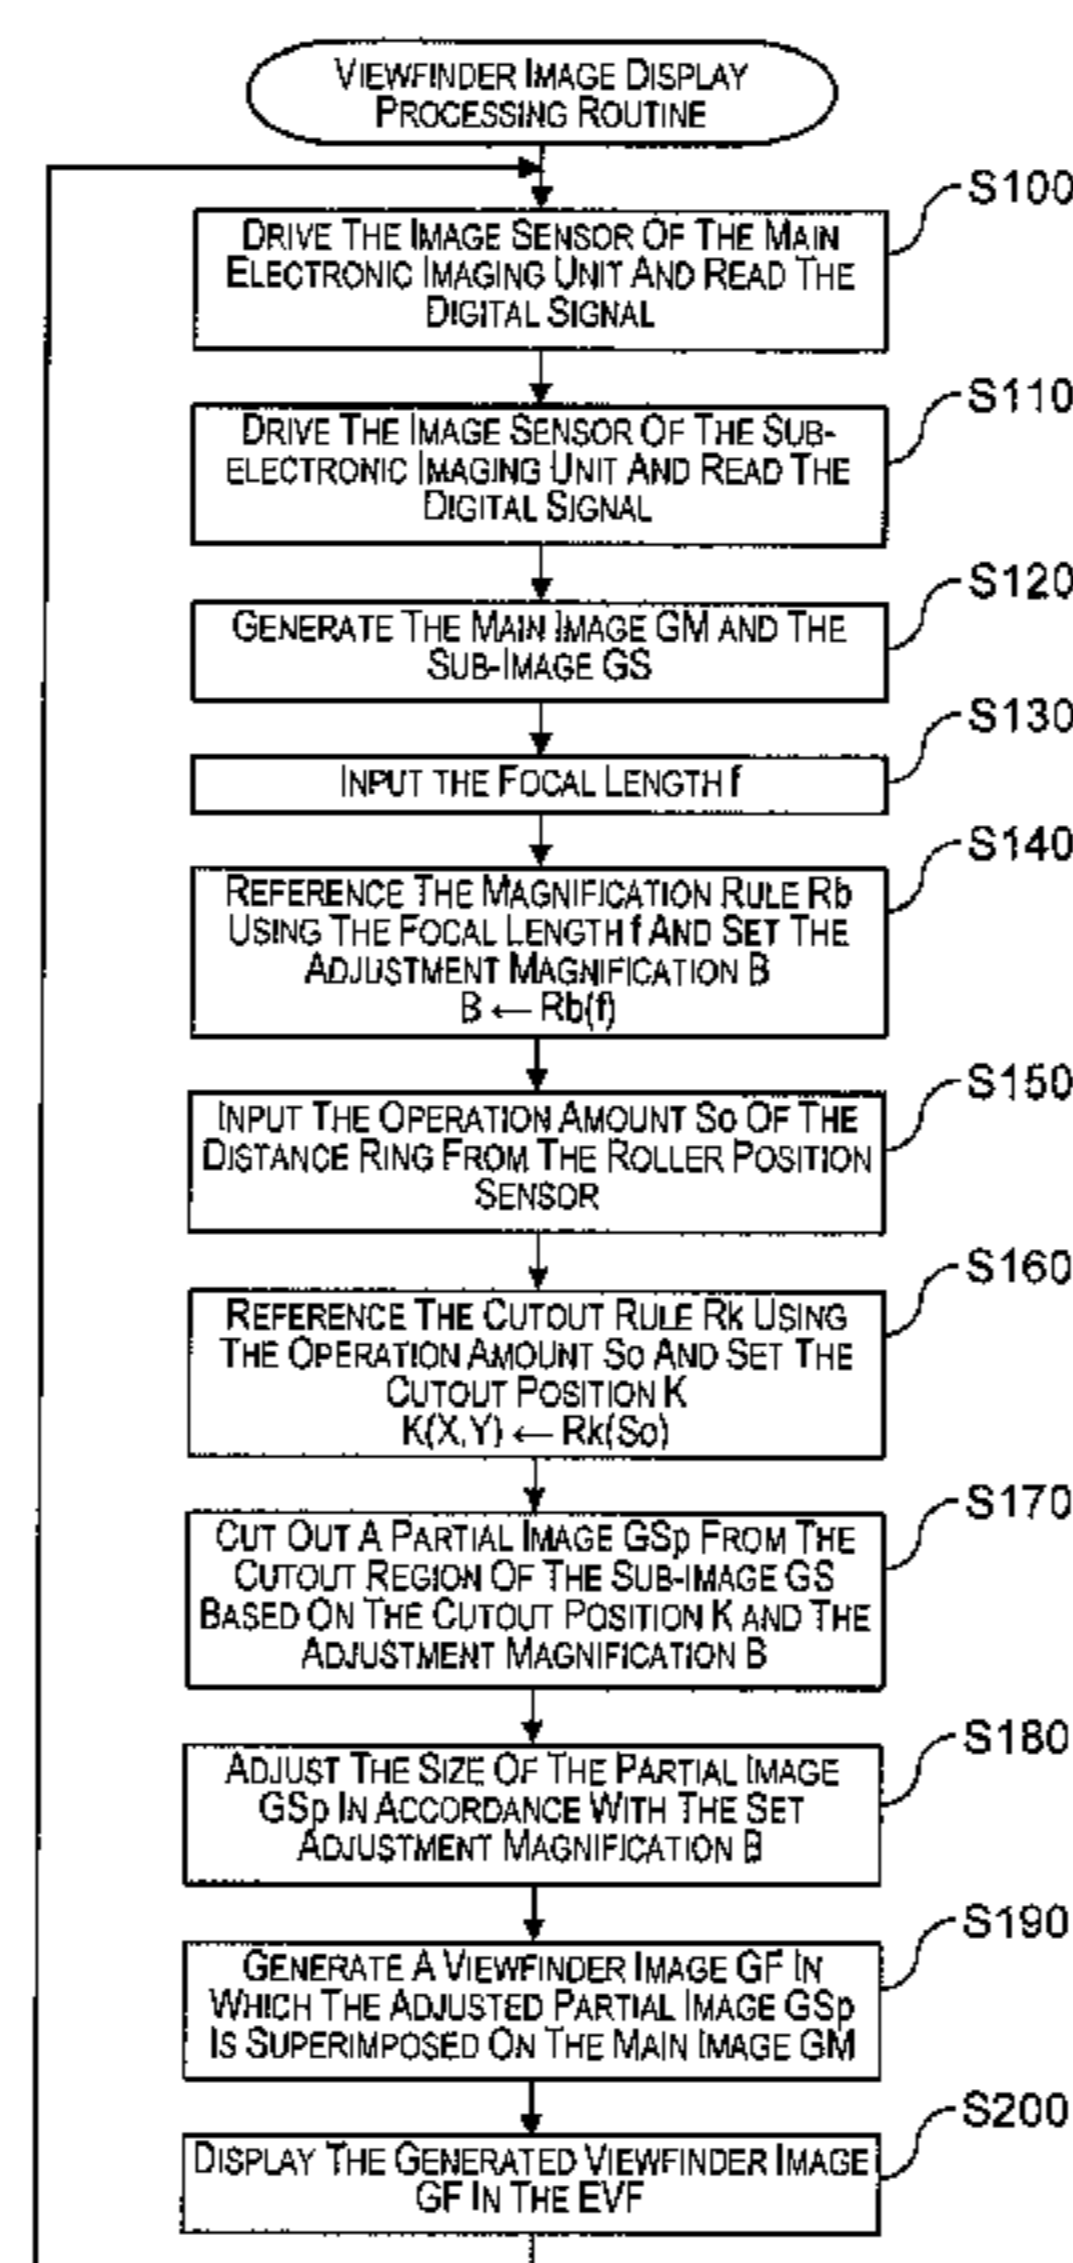 VIEWFINDER IMAGE DISPLAY
PROCESSING ROUTINE
S100
DRIVE THE IMAGE SENSOR OF THE MAIN
ELECTRONIC IMAGING UNIT AND READ THE
DIGITAL SIGNAL
S110
DRIVE THE IMAGE SENSOR OF THE SUB-
ELECTRONIC IMAGING UNIT AND READ THE
DIGITAL SIGNAL
S120
GENERATE THE MAIN IMAGE GM AND THE
SUB-IMAGE GS
S130
INPUT THE FOCAL LENGTH f
S140
REFERENCE THE MAGNIFICATION RULE Rb
USING THE FOCAL LENGTH f AND SET THE
ADJUSTMENT MAGNIFICATION B
B ← Rb(f)
S150
INPUT THE OPERATION AMOUNT So OF THE
DISTANCE RING FROM THE ROLLER POSITION
SENSOR
S160
REFERENCE THE CUTOUT RULE Rk USING
THE OPERATION AMOUNT So AND SET THE
CUTOUT POSITION K
K(X,Y) ← Rk(So)
S170
CUT OUT A PARTIAL IMAGE GSp FROM THE
CUTOUT REGION OF THE SUB-IMAGE GS
BASED ON THE CUTOUT POSITION K AND THE
ADJUSTMENT MAGNIFICATION B
S180
ADJUST THE SIZE OF THE PARTIAL IMAGE
GSp IN ACCORDANCE WITH THE SET
ADJUSTMENT MAGNIFICATION B
S190
GENERATE A VIEWFINDER IMAGE GF IN
WHICH THE ADJUSTED PARTIAL IMAGE GSp
IS SUPERIMPOSED ON THE MAIN IMAGE GM
S200
DISPLAY THE GENERATED VIEWFINDER IMAGE
GF IN THE EVF